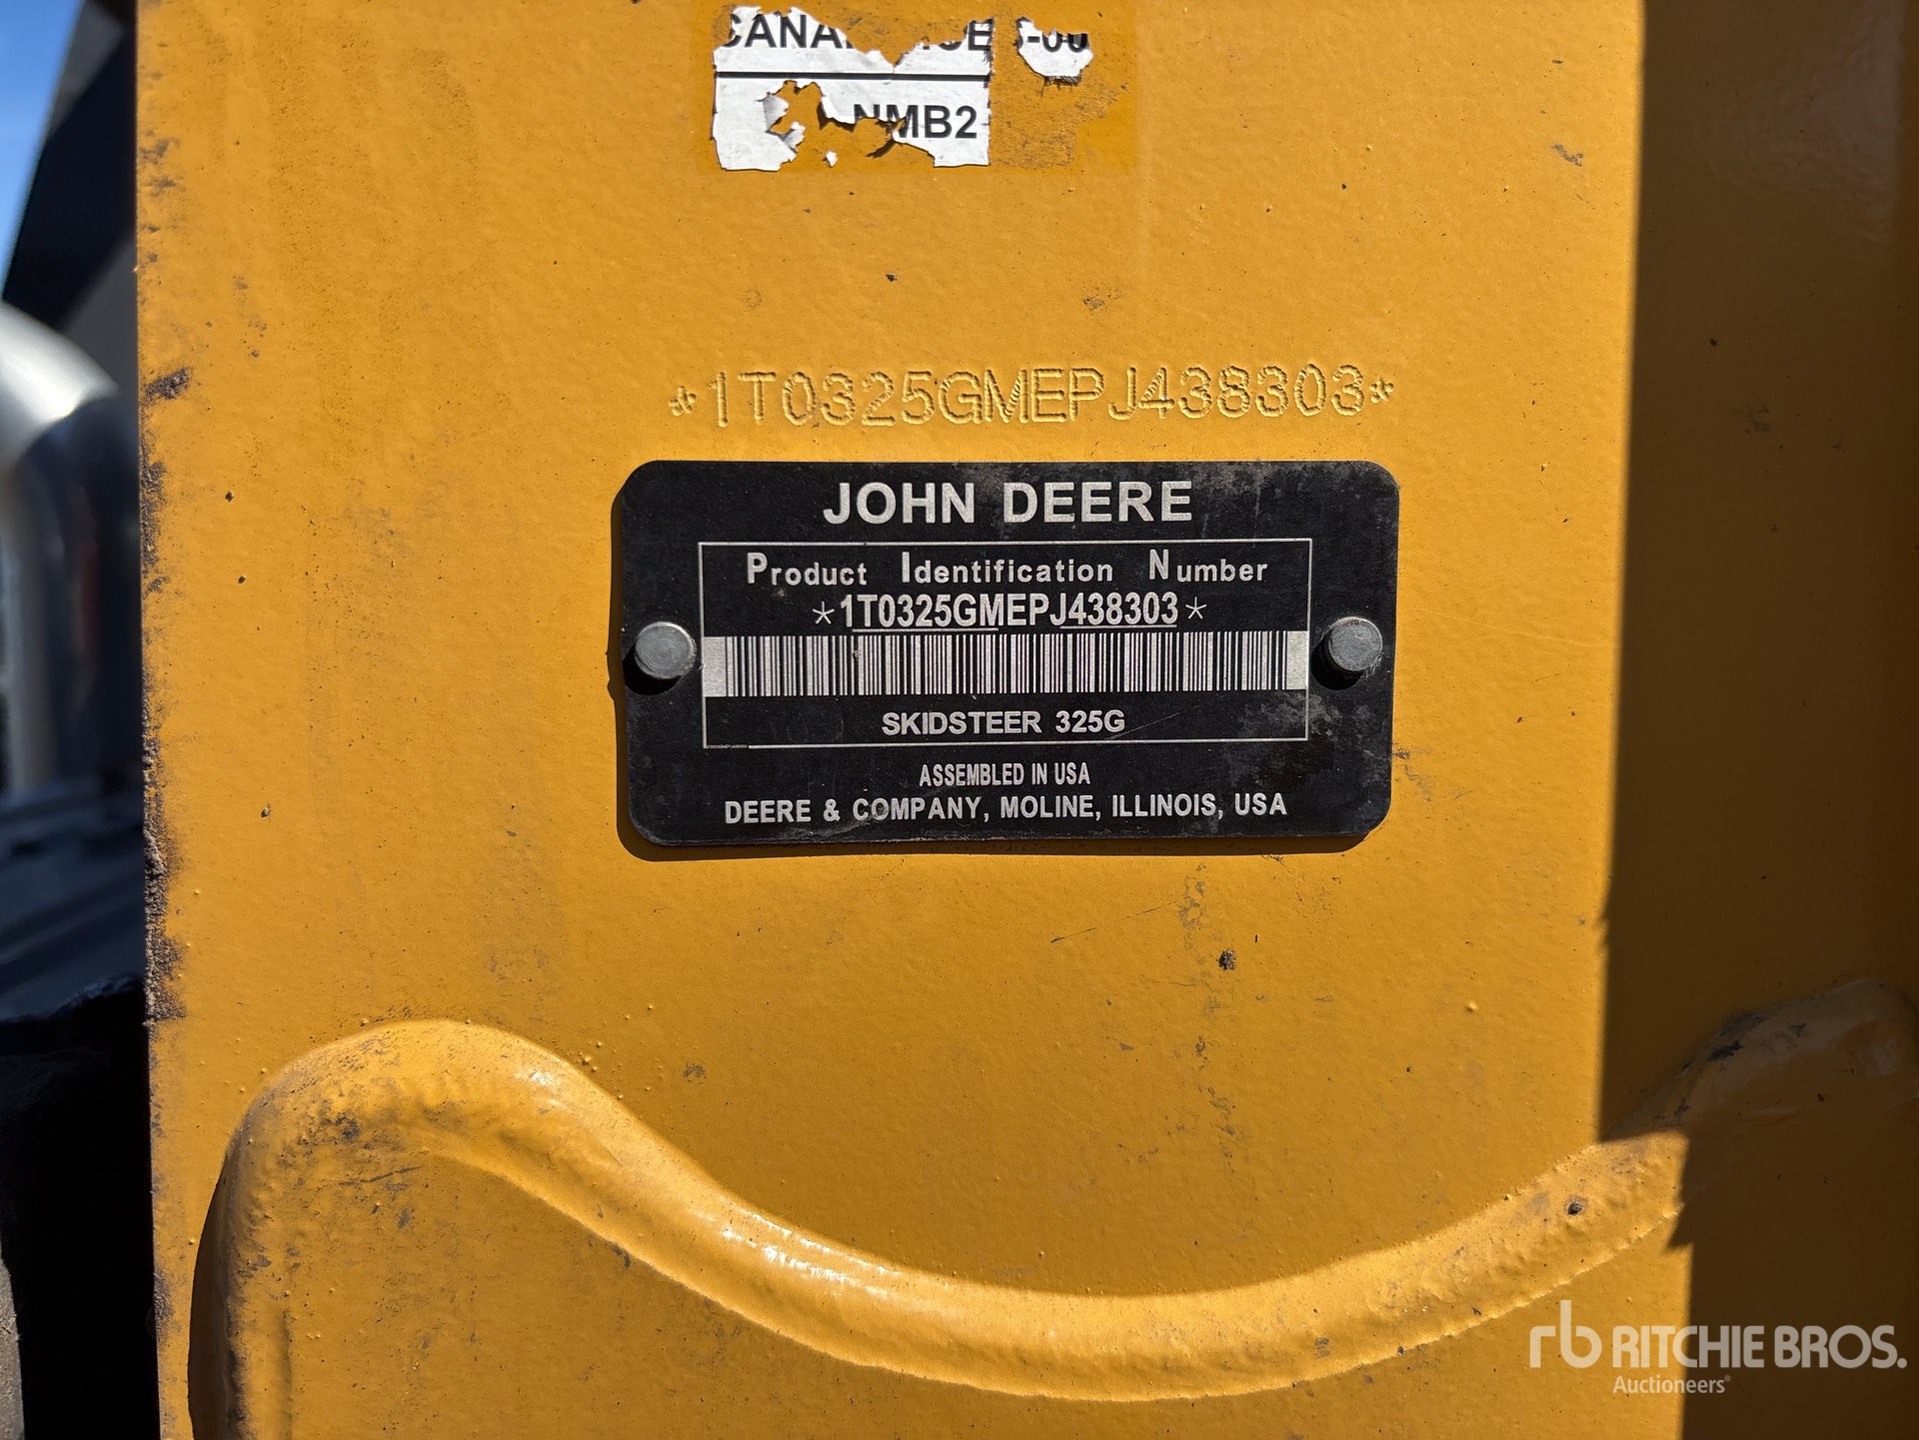 NMB2
*1T0325GMEPJ438303*
JOHN DEERE
Product Identification Number
*1T0325GMEPJ438303*
SKIDSTEER 325G
ASSEMBLED IN USA
DEERE & COMPANY, MOLINE, ILLINOIS, USA
rb RITCHIE BROS.
Auctioneers®